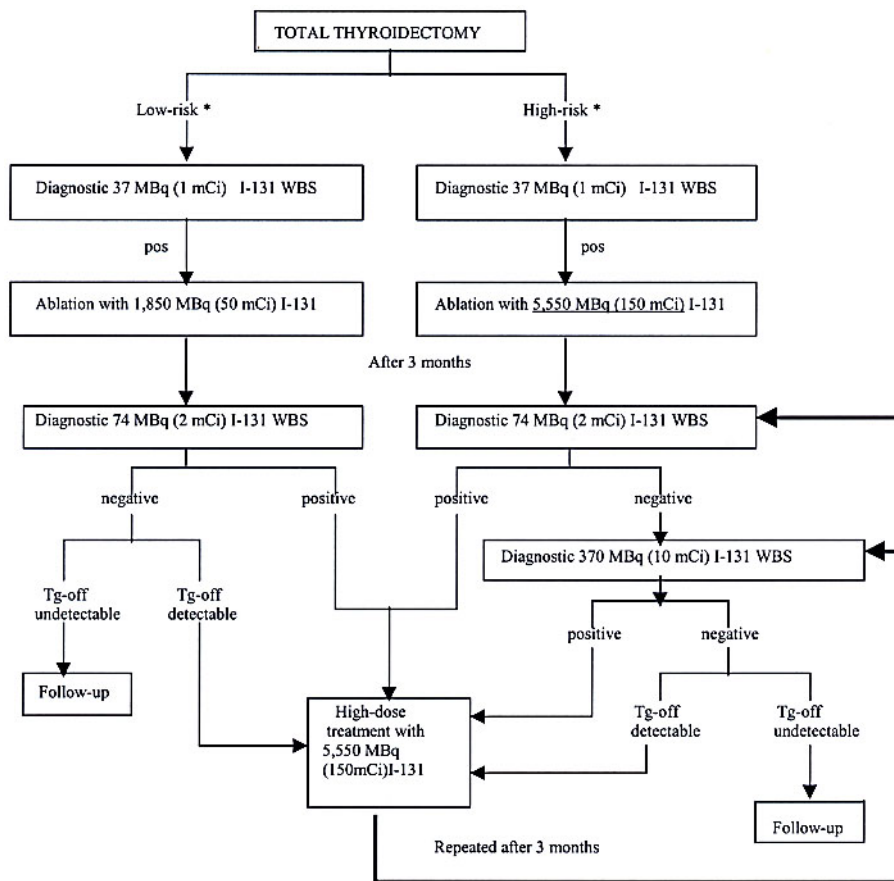 TOTAL THYROIDECTOMY
Low-risk *
High-risk *
Diagnostic 37 MBq (1 mCi) I-131 WBS
Diagnostic 37 MBq (1 mCi) I-131 WBS
pos
pos
Ablation with 1,850 MBq (50 mCi) I-131
Ablation with 5,550 MBq (150 mCi) I-131
After 3 months
Diagnostic 74 MBq (2 mCi) I-131 WBS
Diagnostic 74 MBq (2 mCi) I-131 WBS
negative
positive
positive
negative
Diagnostic 370 MBq (10 mCi) I-131 WBS
Tg-off
undetectable
Tg-off
detectable
positive
negative
Follow-up
High-dose
treatment with
5,550 MBq
(150mCi)I-131
Tg-off
detectable
Tg-off
undetectable
Follow-up
Repeated after 3 months